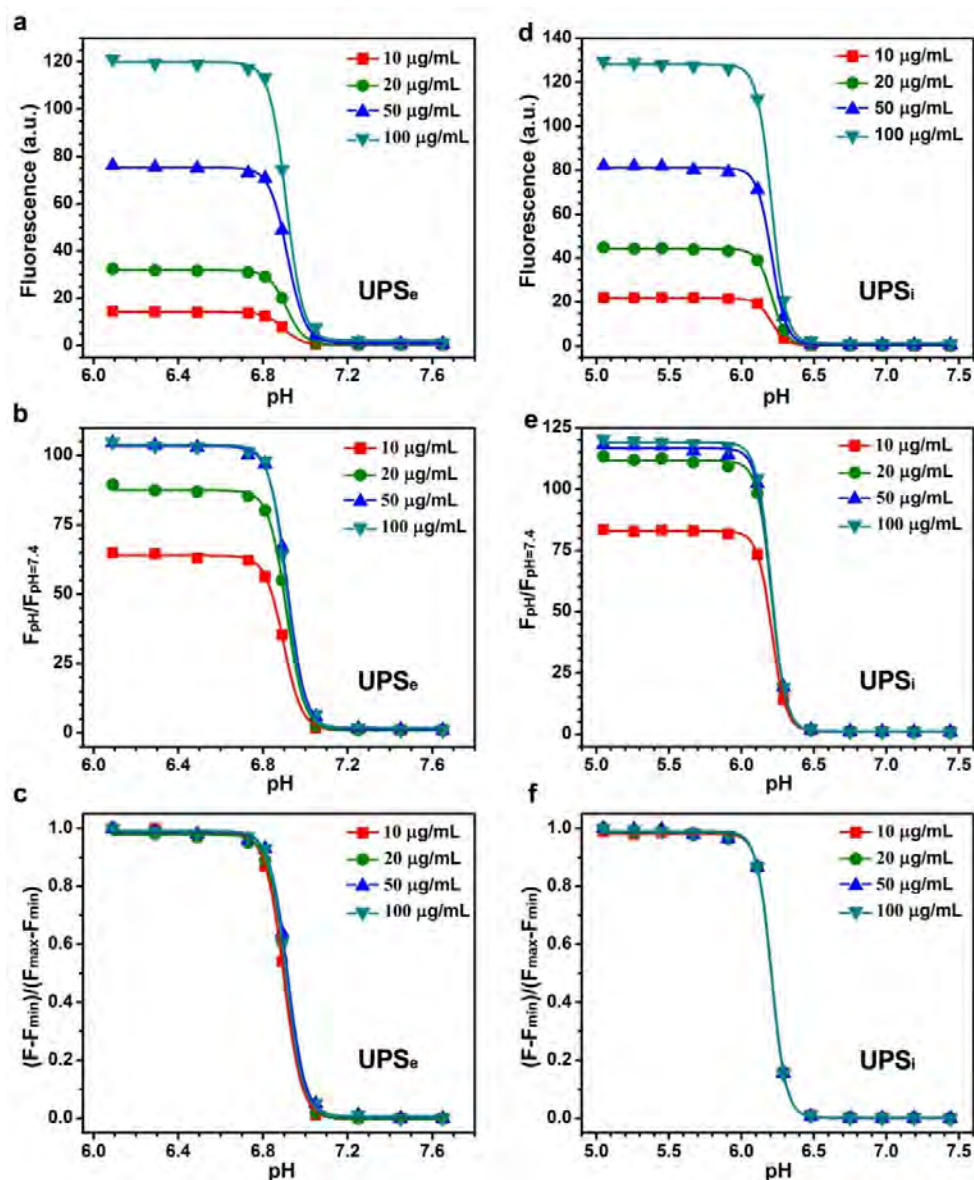 a
Fluorescence (a.u.)
120
100
80
60
40
20
0
10 µg/mL
20 µg/mL
50 µg/mL
100 µg/mL
UPSe
6.0 6.4 6.8 7.2 7.6
pH
d
Fluorescence (a.u.)
140
120
100
80
60
40
20
0
10 µg/mL
20 µg/mL
50 µg/mL
100 µg/mL
UPSi
5.0 5.5 6.0 6.5 7.0 7.5
pH
b
FpH/FpH=7.4
100
75
50
25
0
10 µg/mL
20 µg/mL
50 µg/mL
100 µg/mL
UPSe
6.0 6.4 6.8 7.2 7.6
pH
e
FpH/FpH=7.4
125
100
75
50
25
0
10 µg/mL
20 µg/mL
50 µg/mL
100 µg/mL
UPSi
5.0 5.5 6.0 6.5 7.0 7.5
pH
c
(F-Fmin)/(Fmax-Fmin)
1.0
0.8
0.6
0.4
0.2
0.0
10 µg/mL
20 µg/mL
50 µg/mL
100 µg/mL
UPSe
6.0 6.4 6.8 7.2 7.6
pH
f
(F-Fmin)/(Fmax-Fmin)
1.0
0.8
0.6
0.4
0.2
0.0
10 µg/mL
20 µg/mL
50 µg/mL
100 µg/mL
UPSi
5.0 5.5 6.0 6.5 7.0 7.5
pH